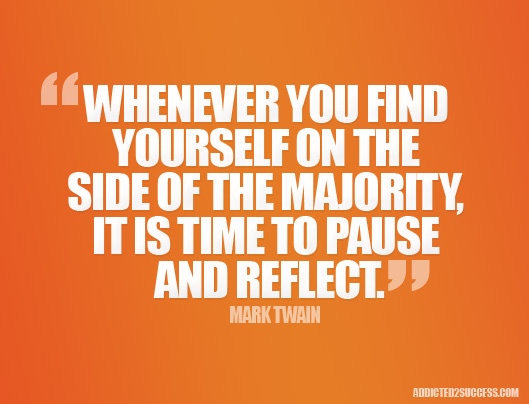 “WHENEVER YOU FIND
YOURSELF ON THE
SIDE OF THE MAJORITY,
IT IS TIME TO PAUSE
AND REFLECT.”
MARK TWAIN
ADDICTED2SUCCESS.COM